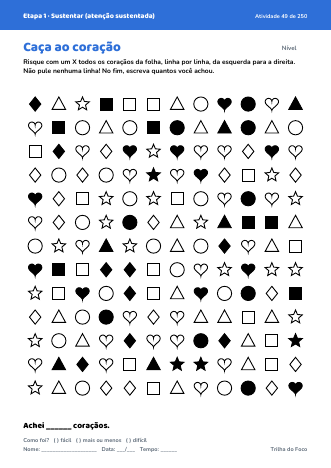 Etapa 1 · Sustentar (atenção sustentada)
Atividade 49 de 250
Caça ao coração
Nível
Risque com um X todos os corações da folha, linha por linha, da esquerda para a direita.
Não pule nenhuma linha! No fim, escreva quantos você achou.
Achei ______ corações.
Como foi? ( ) fácil ( ) mais ou menos ( ) difícil
Nome: ____________________ Data: ___/___ Tempo: ______
Trilha do Foco